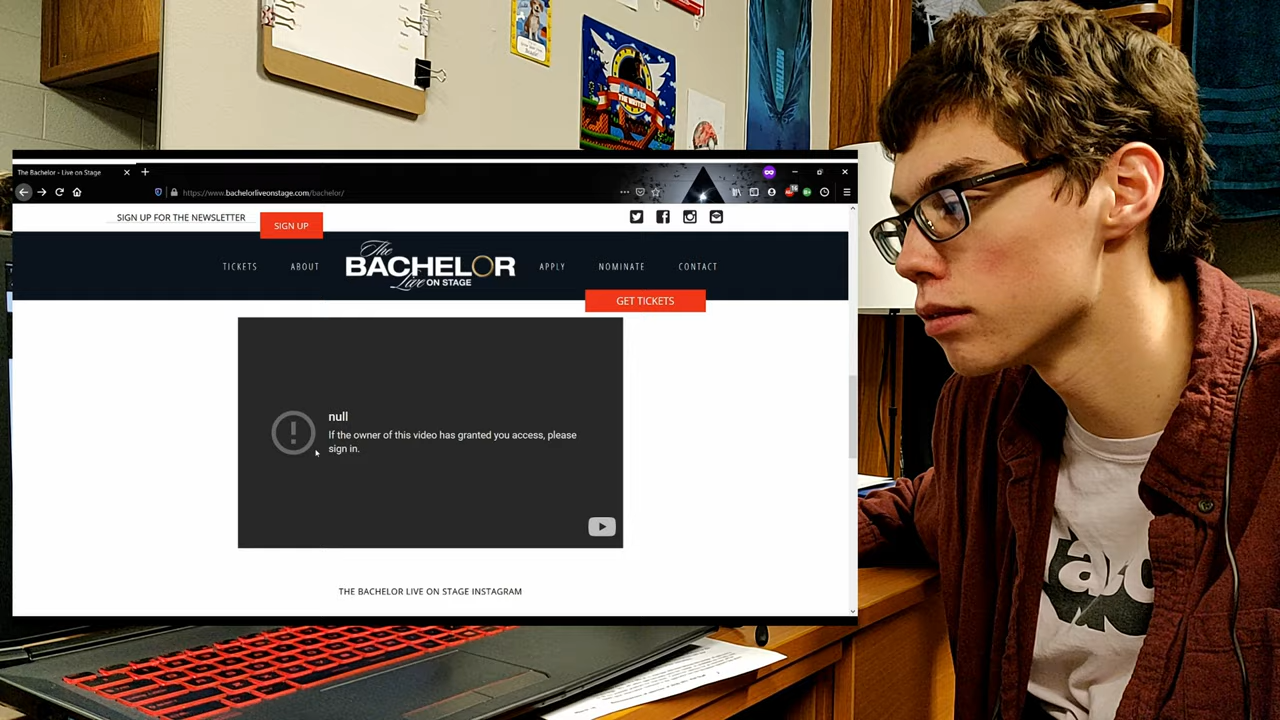 The Bachelor - Live on Stage
https://www.bachelorliveonstage.com/bachelor/
SIGN UP FOR THE NEWSLETTER
SIGN UP
TICKETS
ABOUT
The
BACHELOR
Live ON STAGE
APPLY
NOMINATE
CONTACT
GET TICKETS
null
If the owner of this video has granted you access, please
sign in.
THE BACHELOR LIVE ON STAGE INSTAGRAM